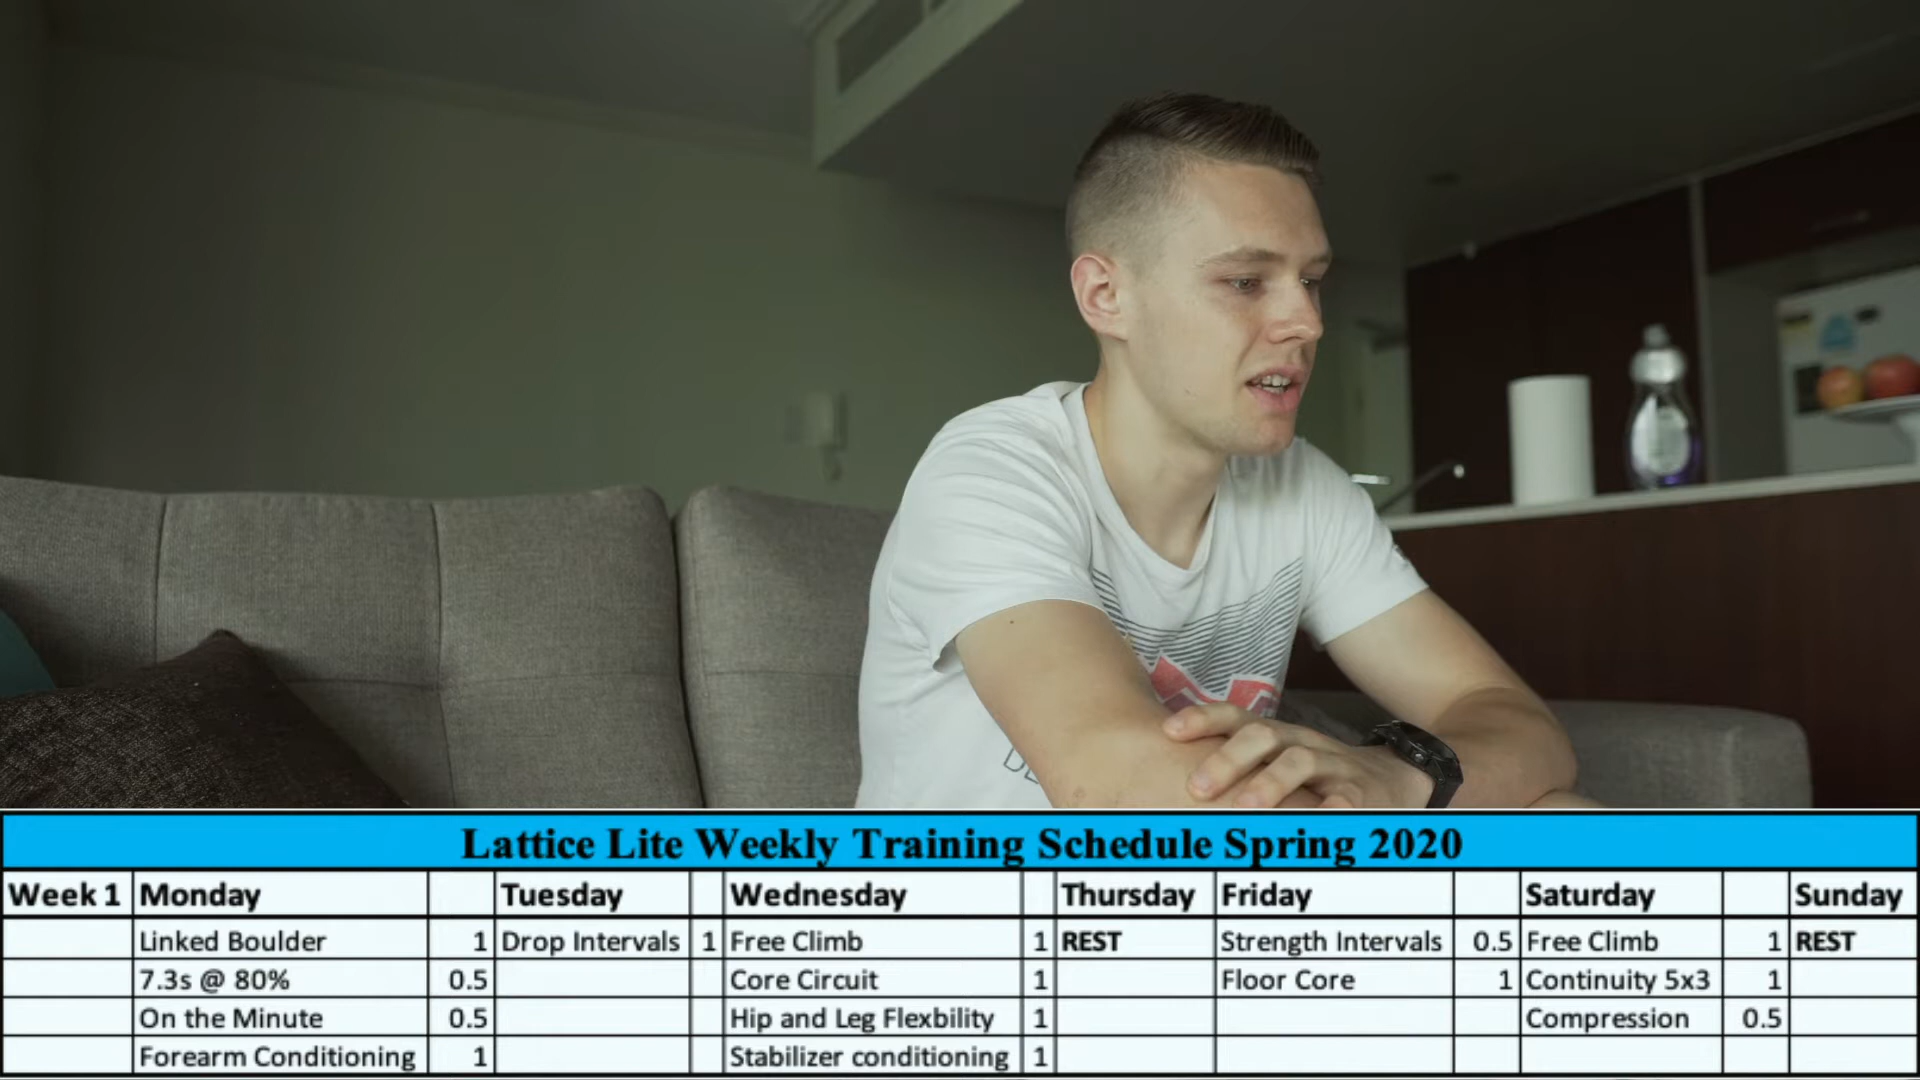 Lattice Lite Weekly Training Schedule Spring 2020
Week 1 Monday Tuesday Wednesday Thursday Friday Saturday Sunday
Linked Boulder 1 Drop Intervals 1 Free Climb 1 REST Strength Intervals 0.5 Free Climb 1 REST
7.3s @ 80% 0.5 Core Circuit 1 Floor Core 1 Continuity 5x3 1
On the Minute 0.5 Hip and Leg Flexbility 1 Compression 0.5
Forearm Conditioning 1 Stabilizer conditioning 1